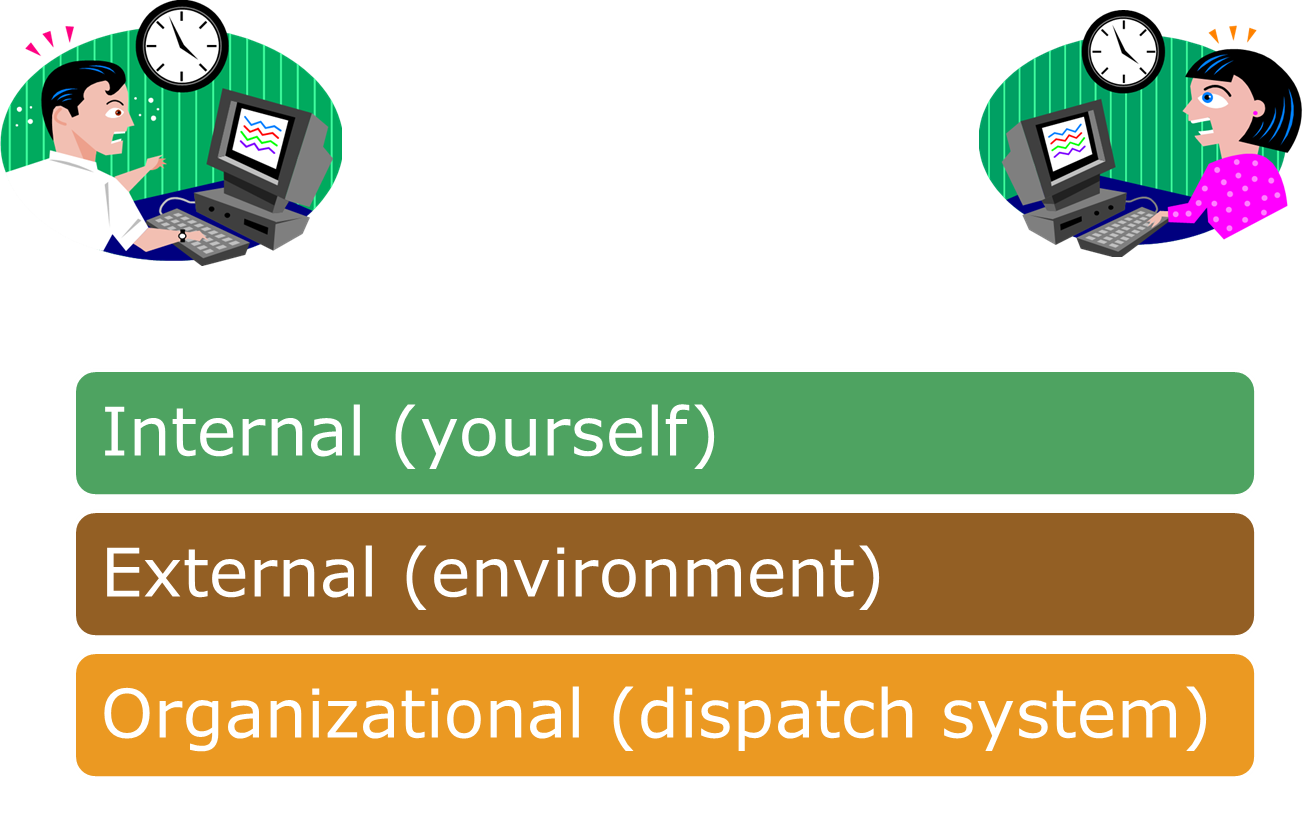 Internal (yourself)
External (environment)
Organizational (dispatch system)